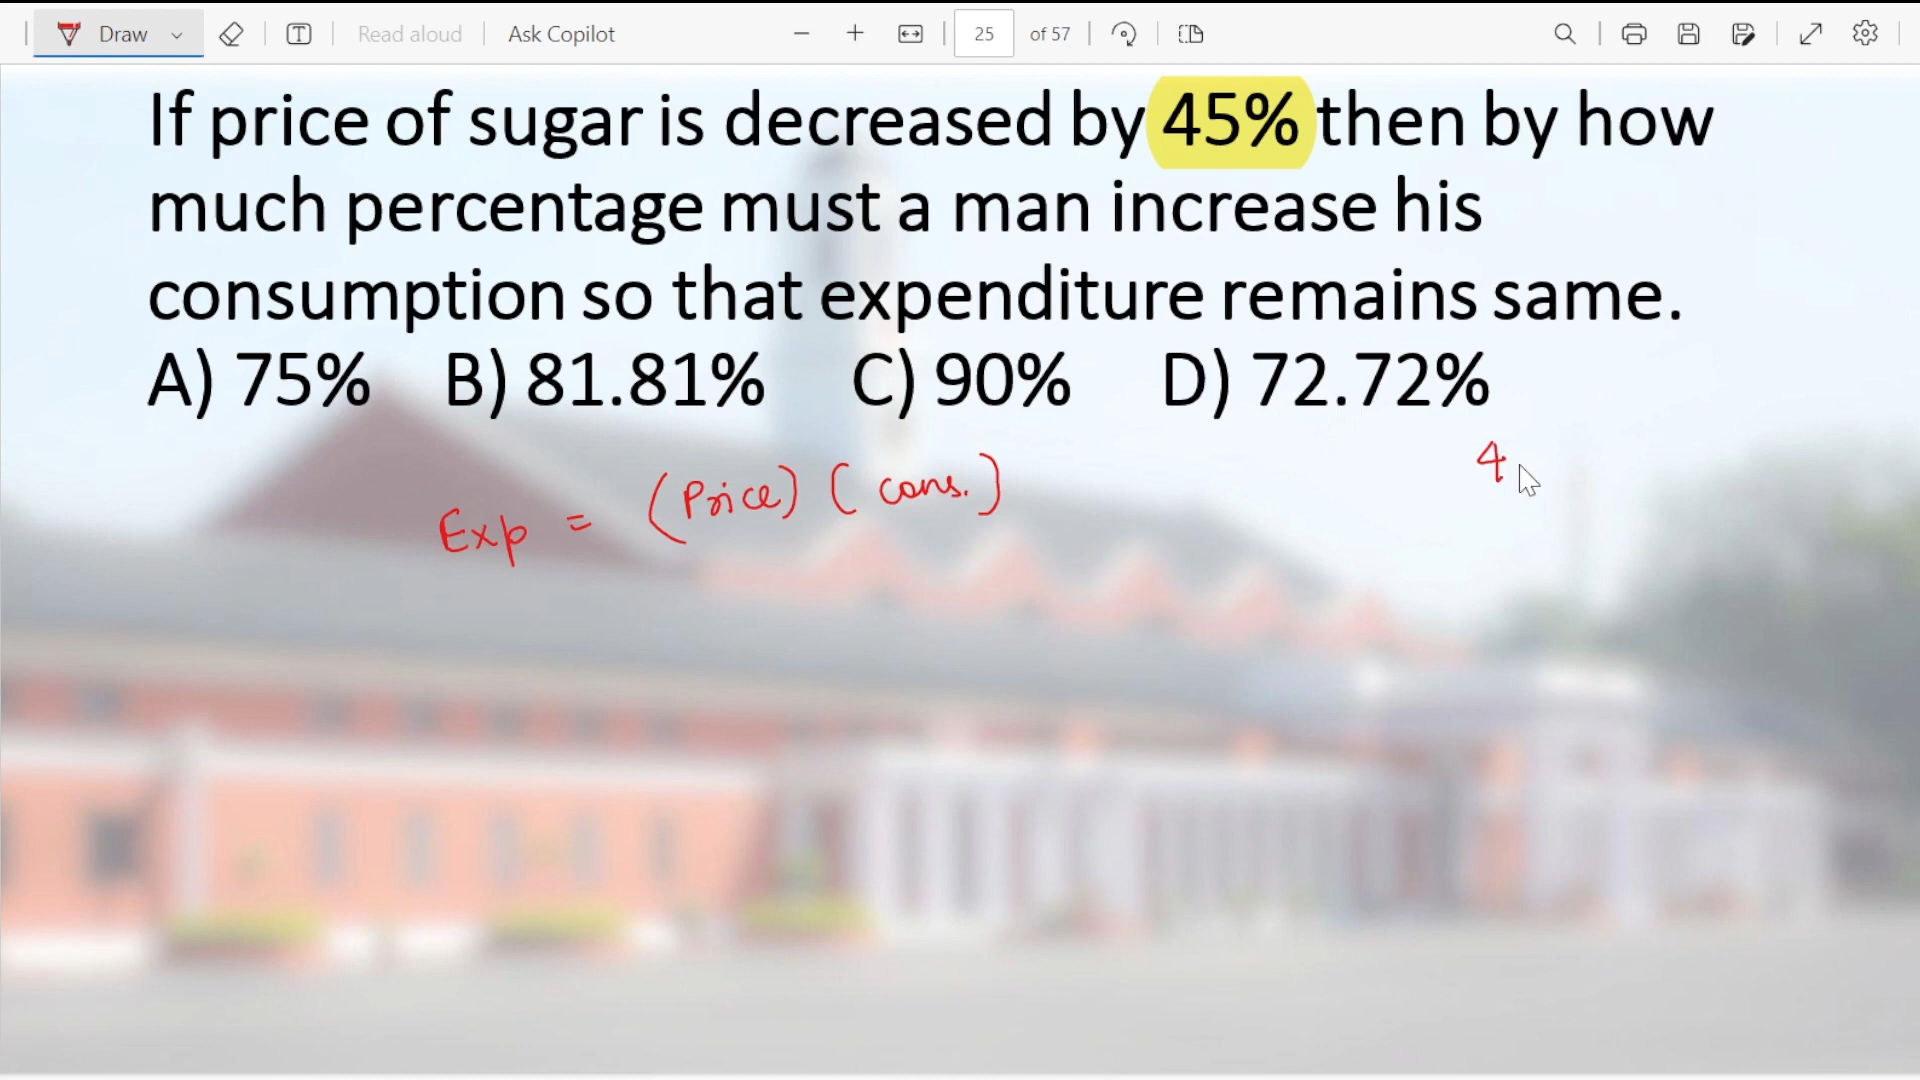 Draw Read aloud Ask Copilot 25 of 57
If price of sugar is decreased by 45% then by how
much percentage must a man increase his
consumption so that expenditure remains same.
A) 75% B) 81.81% C) 90% D) 72.72%
4
Exp = (Price) (cons.)